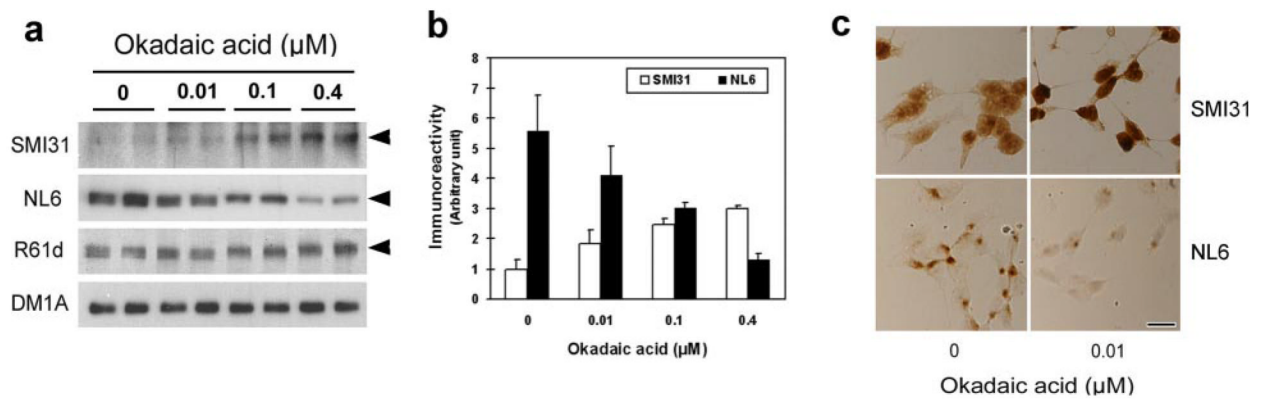 a
Okadaic acid (µM)
0 0.01 0.1 0.4
SMI31
NL6
R61d
DM1A
b
8
7
6
5
4
3
2
1
0
Immunoreactivity
(Arbitrary unit)
SMI31 NL6
0 0.01 0.1 0.4
Okadaic acid (µM)
c
SMI31
NL6
0 0.01
Okadaic acid (µM)